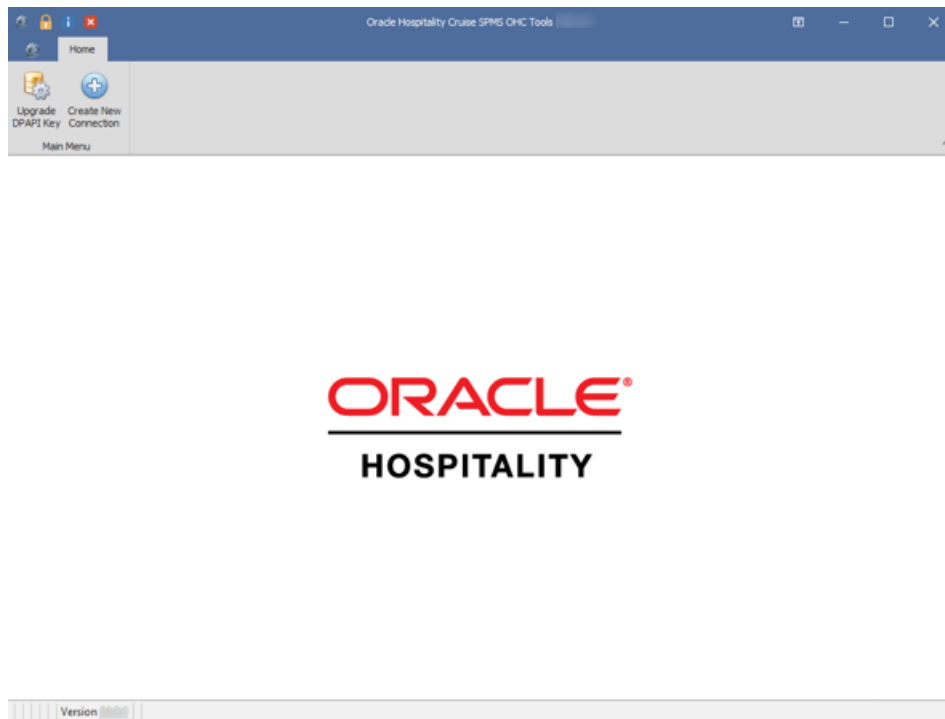 Oracle Hospitality Cruise SPMS OHC Tools
Home
Upgrade DPAPI Key
Create New Connection
Main Menu
ORACLE®
HOSPITALITY
Version